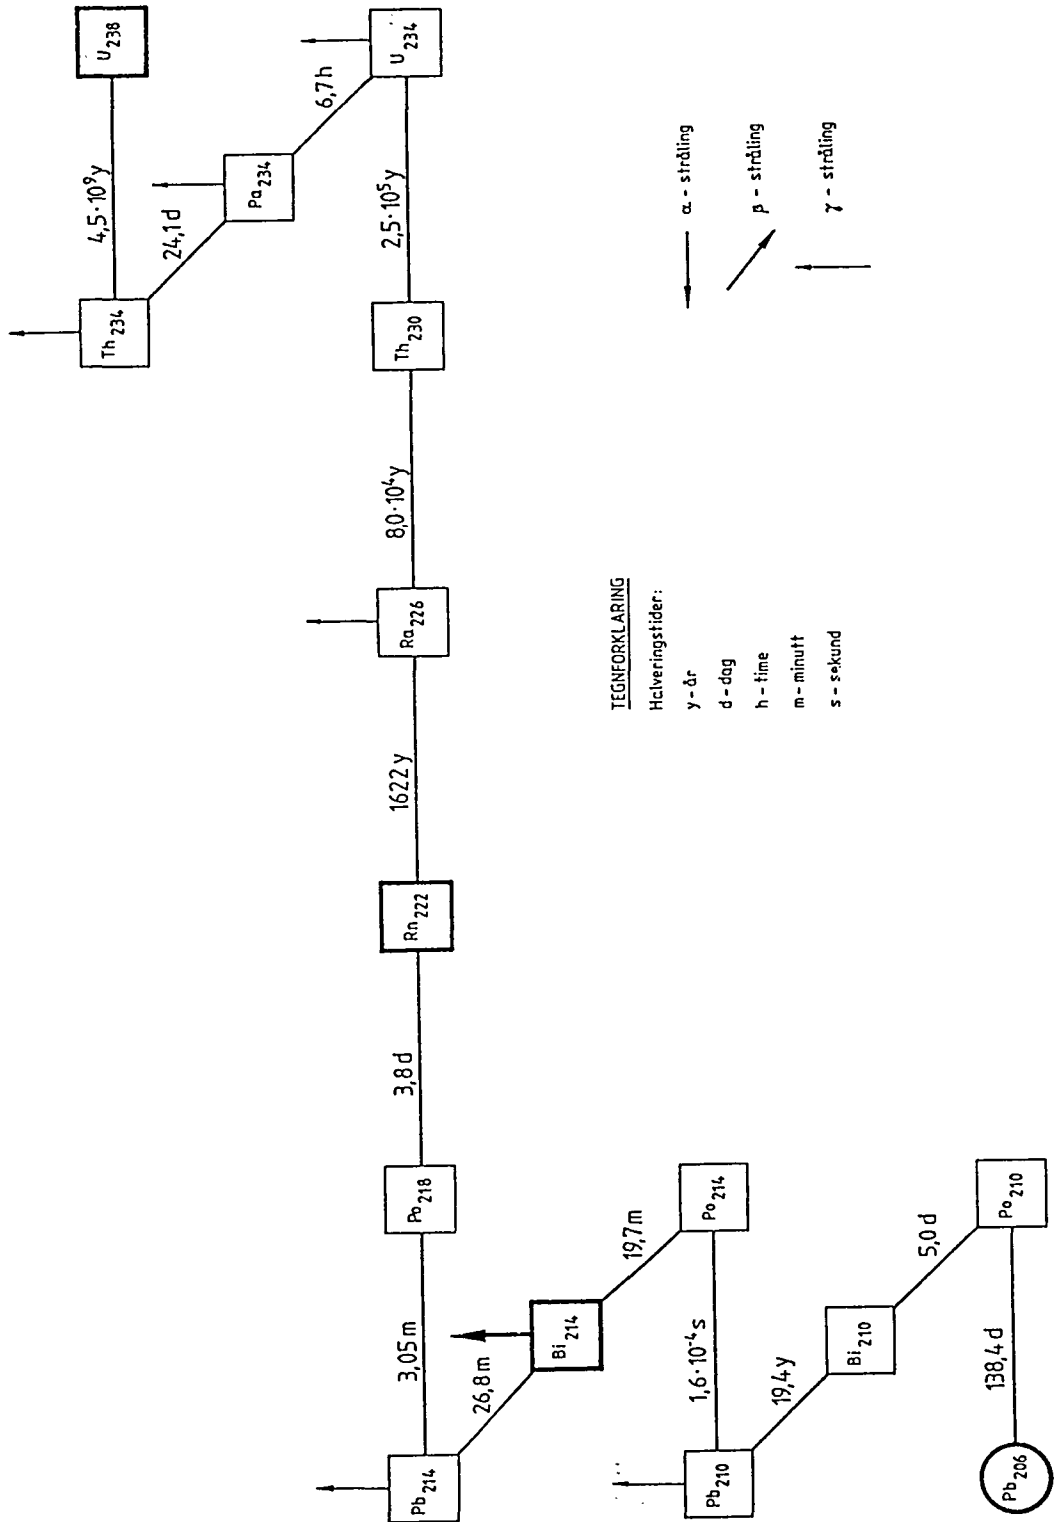 U238
4,5·10⁹y
Th234
24,1d
Pa234
6,7h
U234
2,5·10⁵y
Th230
8,0·10⁴y
Ra226
1622y
Rn222
3,8d
Po218
3,05m
Pb214
26,8m
Bi214
19,7m
Po214
1,6·10⁻⁴s
Pb210
19,4y
Bi210
5,0d
Po210
138,4d
Pb206
TEGNFORKLARING
Halveringstider:
y-år
d-dag
h-time
m-minutt
s-sekund
α-stråling
β-stråling
γ-stråling